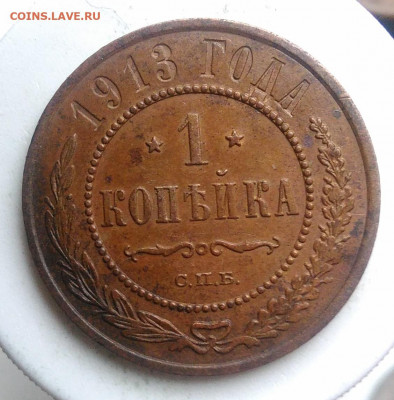 COINS.LAVE.RU
1913 ГОДА
1
КОПѢЙКА
С.П.Б.